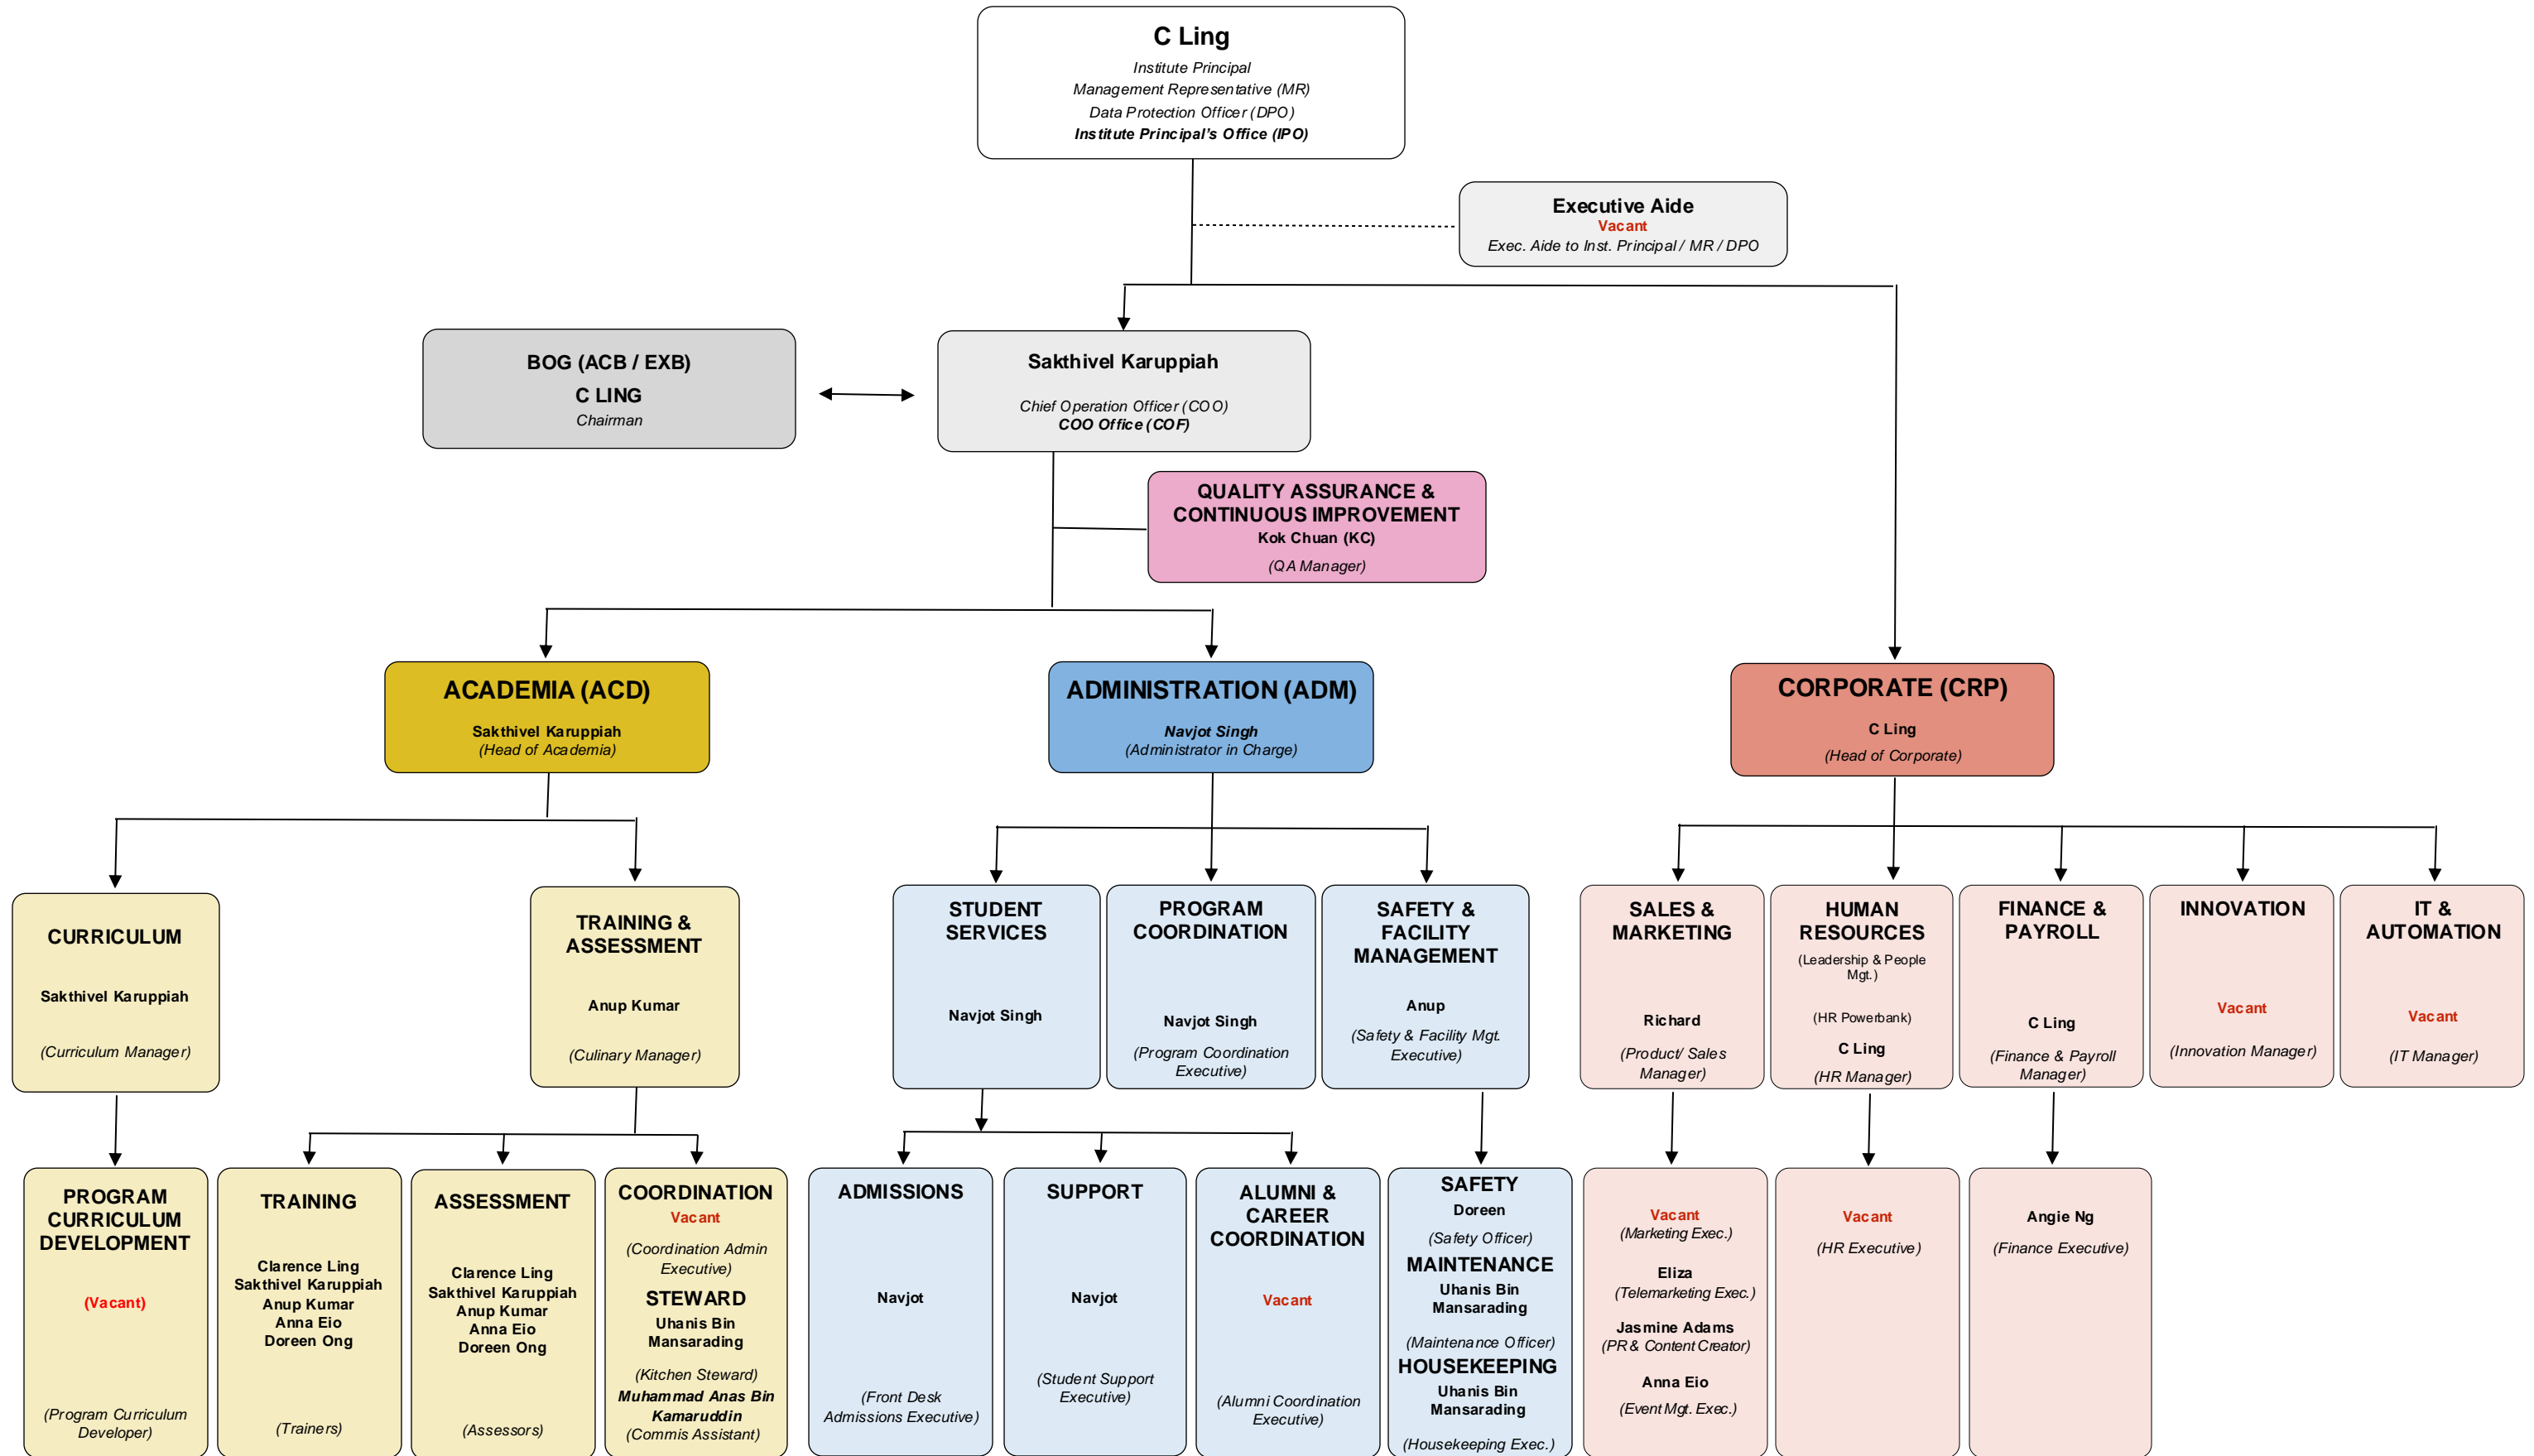 C Ling
Institute Principal
Management Representative (MR)
Data Protection Officer (DPO)
Institute Principal's Office (IPO)
Executive Aide
Vacant
Exec. Aide to Inst. Principal / MR / DPO
BOG (ACB / EXB)
C LING
Chairman
Sakthivel Karuppiah
Chief Operation Officer (COO)
COO Office (COF)
QUALITY ASSURANCE &
CONTINUOUS IMPROVEMENT
Kok Chuan (KC)
(QA Manager)
ACADEMIA (ACD)
Sakthivel Karuppiah
(Head of Academia)
ADMINISTRATION (ADM)
Navjot Singh
(Administrator in Charge)
CORPORATE (CRP)
C Ling
(Head of Corporate)
CURRICULUM
Sakthivel Karuppiah
(Curriculum Manager)
TRAINING &
ASSESSMENT
Anup Kumar
(Culinary Manager)
STUDENT
SERVICES
Navjot Singh
PROGRAM
COORDINATION
Navjot Singh
(Program Coordination
Executive)
SAFETY &
FACILITY
MANAGEMENT
Anup
(Safety & Facility Mgt.
Executive)
SALES &
MARKETING
Richard
(Product/ Sales
Manager)
HUMAN
RESOURCES
(Leadership & People
Mgt.)
(HR Powerbank)
C Ling
(HR Manager)
FINANCE &
PAYROLL
C Ling
(Finance & Payroll
Manager)
INNOVATION
Vacant
(Innovation Manager)
IT &
AUTOMATION
Vacant
(IT Manager)
PROGRAM
CURRICULUM
DEVELOPMENT
(Vacant)
(Program Curriculum
Developer)
TRAINING
Clarence Ling
Sakthivel Karuppiah
Anup Kumar
Anna Eio
Doreen Ong
(Trainers)
ASSESSMENT
Clarence Ling
Sakthivel Karuppiah
Anup Kumar
Anna Eio
Doreen Ong
(Assessors)
COORDINATION
Vacant
(Coordination Admin
Executive)
STEWARD
Uhanis Bin
Mansarading
(Kitchen Steward)
Muhammad Anas Bin
Kamaruddin
(Commis Assistant)
ADMISSIONS
Navjot
(Front Desk
Admissions Executive)
SUPPORT
Navjot
(Student Support
Executive)
ALUMNI &
CAREER
COORDINATION
Vacant
(Alumni Coordination
Executive)
SAFETY
Doreen
(Safety Officer)
MAINTENANCE
Uhanis Bin
Mansarading
(Maintenance Officer)
HOUSEKEEPING
Uhanis Bin
Mansarading
(Housekeeping Exec.)
Vacant
(Marketing Exec.)
Eliza
(Telemarketing Exec.)
Jasmine Adams
(PR & Content Creator)
Anna Eio
(Event Mgt. Exec.)
Vacant
(HR Executive)
Angie Ng
(Finance Executive)